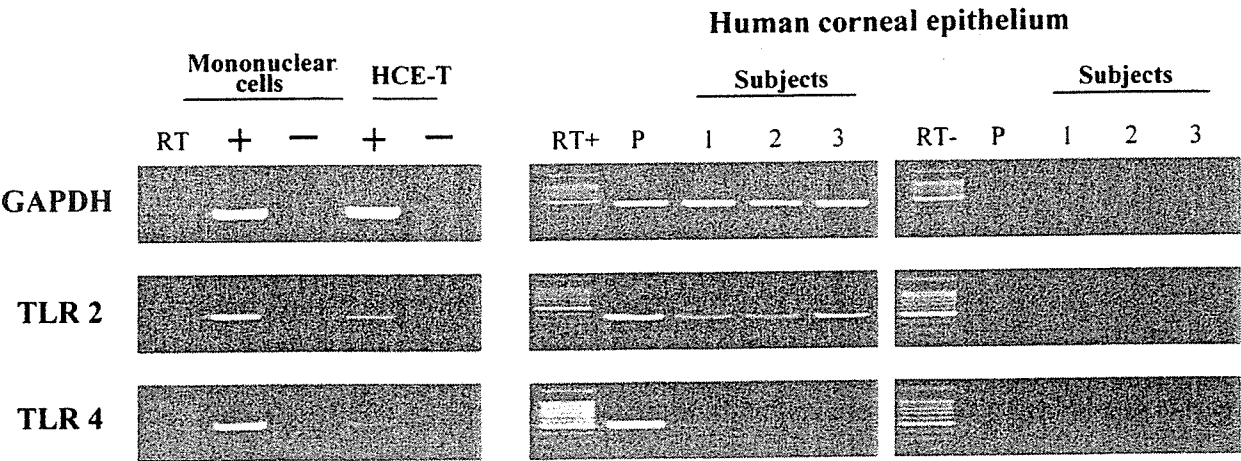 Human corneal epithelium
Mononuclear cells
HCE-T
Subjects
Subjects
RT + − + −
RT+ P 1 2 3
RT- P 1 2 3
GAPDH
TLR 2
TLR 4